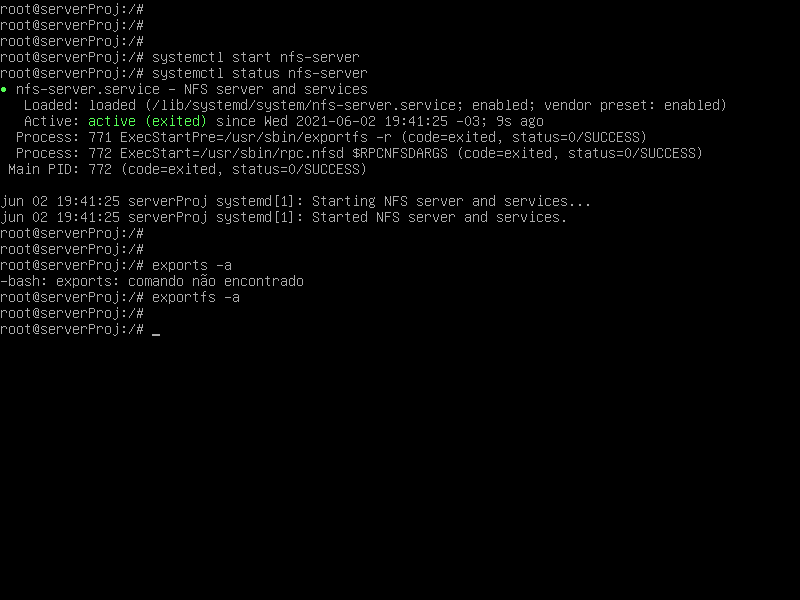 root@serverProj:/#
root@serverProj:/#
root@serverProj:/#
root@serverProj:/# systemctl start nfs-server
root@serverProj:/# systemctl status nfs-server
● nfs-server.service - NFS server and services
   Loaded: loaded (/lib/systemd/system/nfs-server.service; enabled; vendor preset: enabled)
   Active: active (exited) since Wed 2021-06-02 19:41:25 -03; 9s ago
  Process: 771 ExecStartPre=/usr/sbin/exportfs -r (code=exited, status=0/SUCCESS)
  Process: 772 ExecStart=/usr/sbin/rpc.nfsd $RPCNFSDARGS (code=exited, status=0/SUCCESS)
 Main PID: 772 (code=exited, status=0/SUCCESS)

jun 02 19:41:25 serverProj systemd[1]: Starting NFS server and services...
jun 02 19:41:25 serverProj systemd[1]: Started NFS server and services.
root@serverProj:/#
root@serverProj:/#
root@serverProj:/# exports -a
-bash: exports: comando não encontrado
root@serverProj:/# exportfs -a
root@serverProj:/#
root@serverProj:/# _